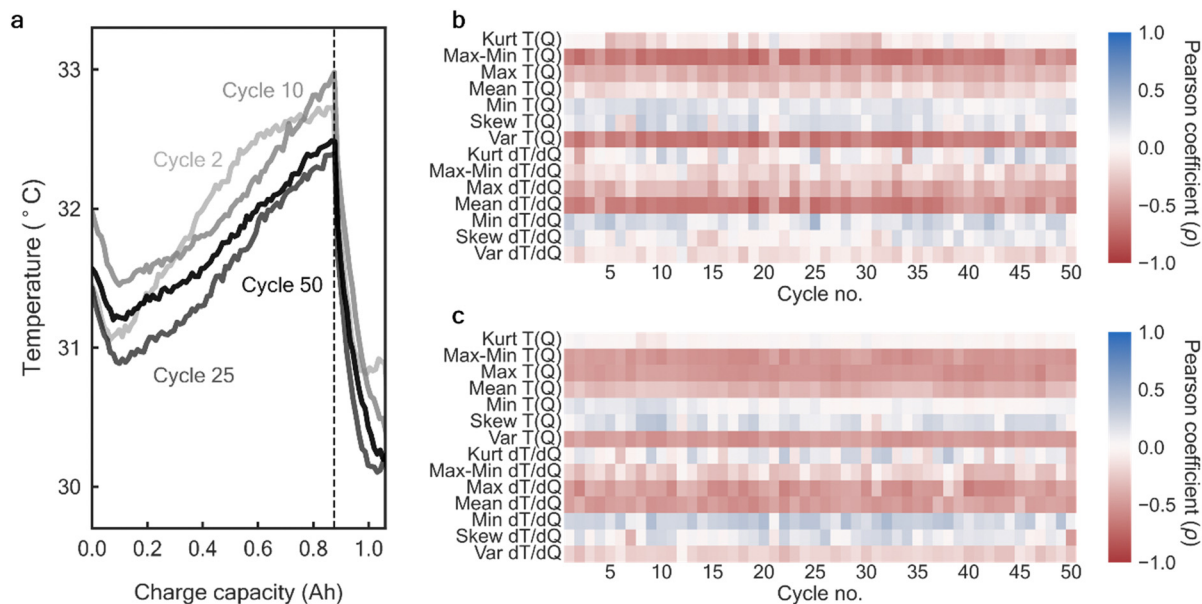 a
33
32
31
30
Temperature ( ° C)
Cycle 10
Cycle 2
Cycle 50
Cycle 25
0.0 0.2 0.4 0.6 0.8 1.0
Charge capacity (Ah)
b
Kurt T(Q)
Max-Min T(Q)
Max T(Q)
Mean T(Q)
Min T(Q)
Skew T(Q)
Var T(Q)
Kurt dT/dQ
Max-Min dT/dQ
Max dT/dQ
Mean dT/dQ
Min dT/dQ
Skew dT/dQ
Var dT/dQ
5 10 15 20 25 30 35 40 45 50
Cycle no.
1.0
0.5
0.0
−0.5
−1.0
Pearson coefficient (ρ)
c
Kurt T(Q)
Max-Min T(Q)
Max T(Q)
Mean T(Q)
Min T(Q)
Skew T(Q)
Var T(Q)
Kurt dT/dQ
Max-Min dT/dQ
Max dT/dQ
Mean dT/dQ
Min dT/dQ
Skew dT/dQ
Var dT/dQ
5 10 15 20 25 30 35 40 45 50
Cycle no.
1.0
0.5
0.0
−0.5
−1.0
Pearson coefficient (ρ)